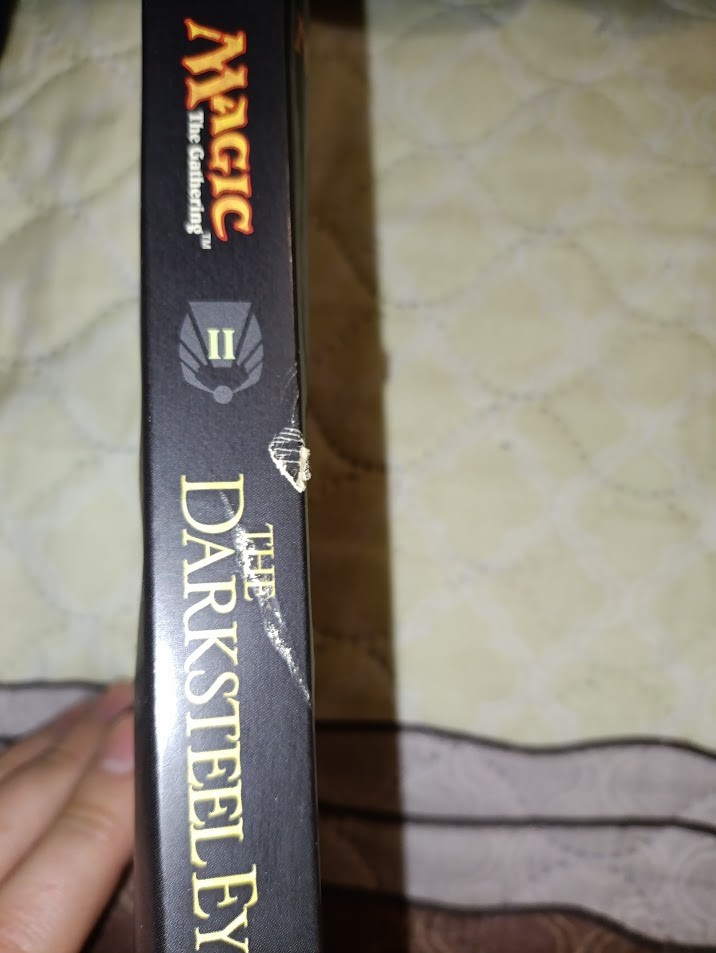 MAGIC
The Gathering™
II
THE
DARKSTEEL EY